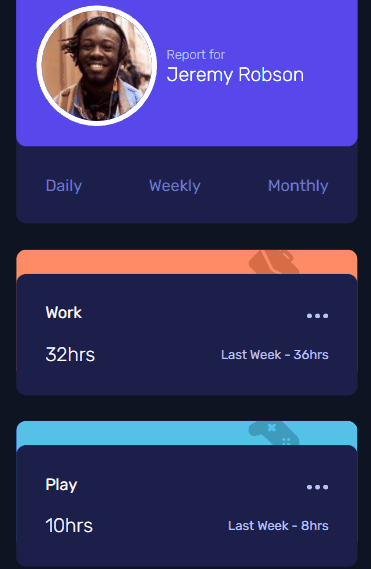 Report for
Jeremy Robson
Daily Weekly Monthly
Work
32hrs Last Week - 36hrs
Play
10hrs Last Week - 8hrs